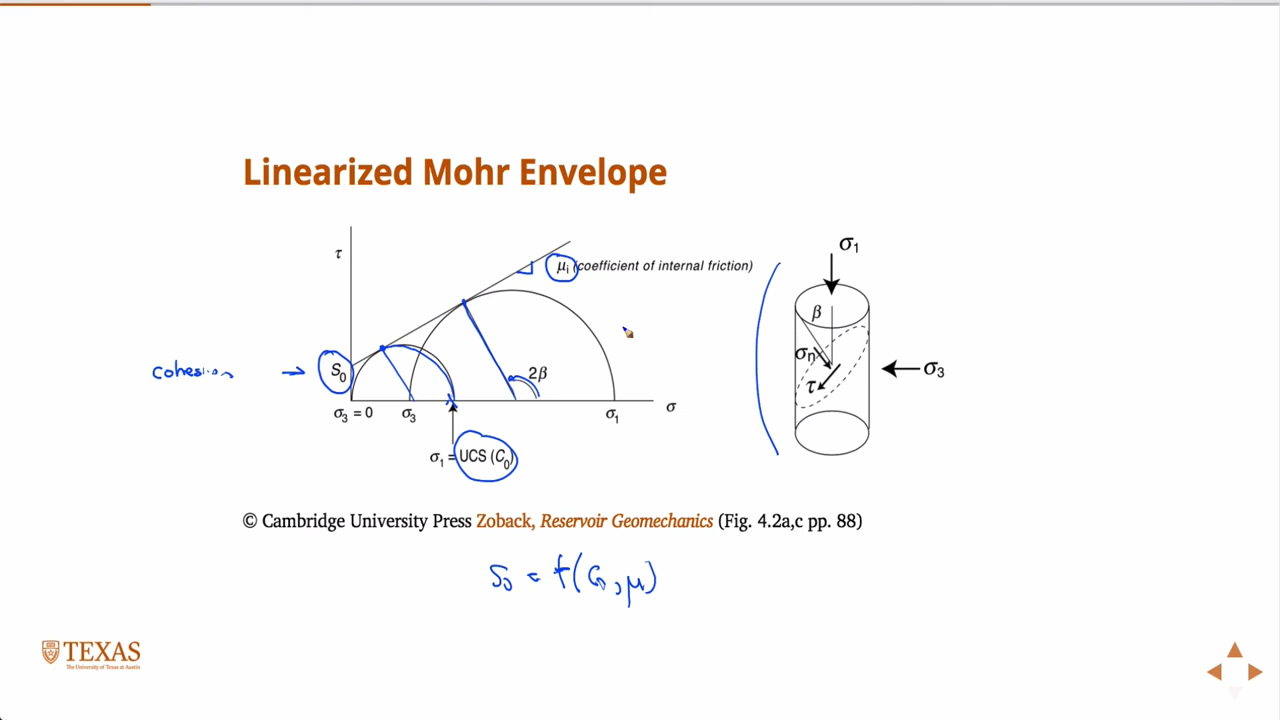 Linearized Mohr Envelope
τ
μi (coefficient of internal friction)
σ1
β
cohesion → S0
2β
σn
τ
σ3
σ3 = 0
σ3
σ1
σ
σ1 = UCS (C0)
© Cambridge University Press Zoback, Reservoir Geomechanics (Fig. 4.2a,c pp. 88)
S0 = f(C0, μ)
TEXAS
The University of Texas at Austin